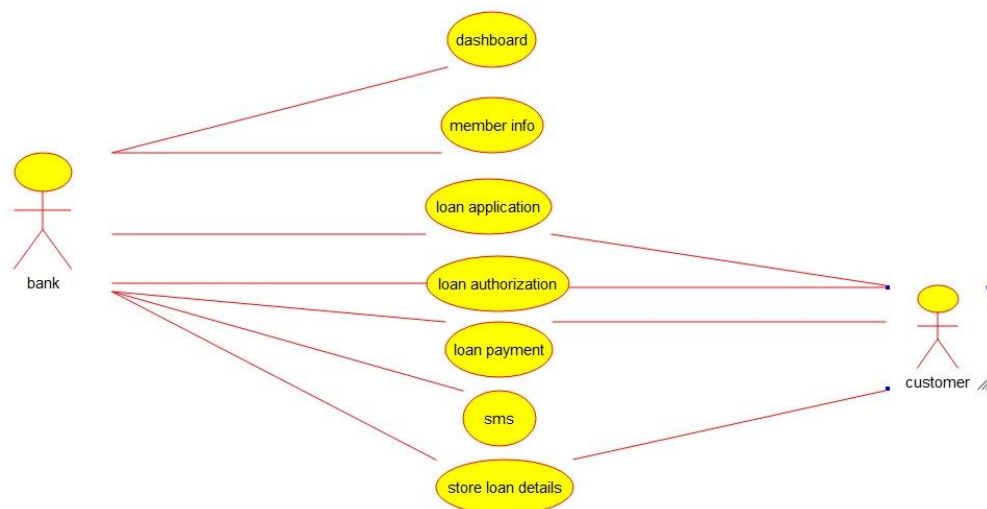 dashboard
member info
loan application
loan authorization
bank
loan payment
customer
sms
store loan details